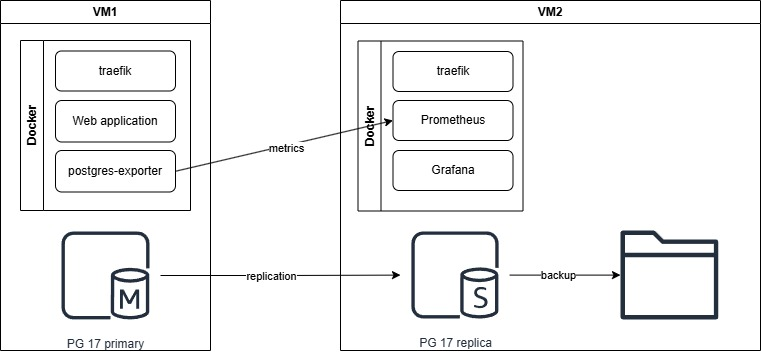 VM1
VM2
Docker
traefik
Web application
postgres-exporter
metrics
Docker
traefik
Prometheus
Grafana
M
replication
S
backup
PG 17 primary
PG 17 replica